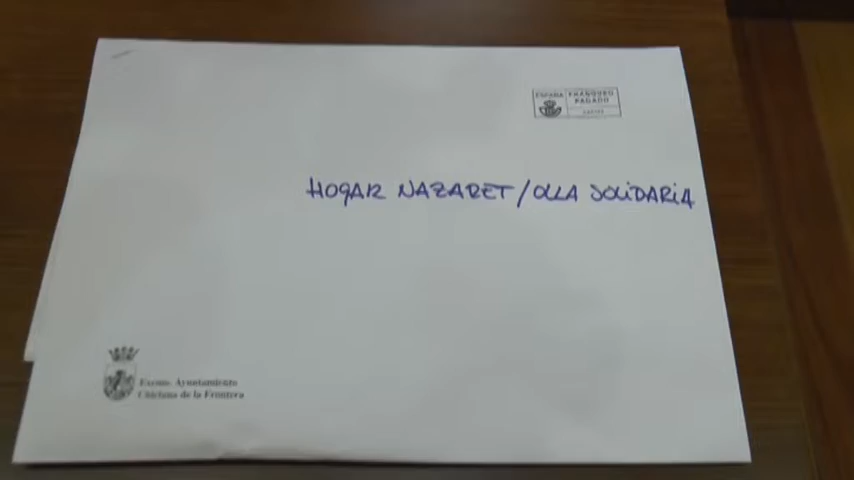 ESPAÑA
FRANQUEO
PAGADO
HOGAR NAZARET/OLLA SOLIDARIA
Excmo. Ayuntamiento
Chiclana de la Frontera